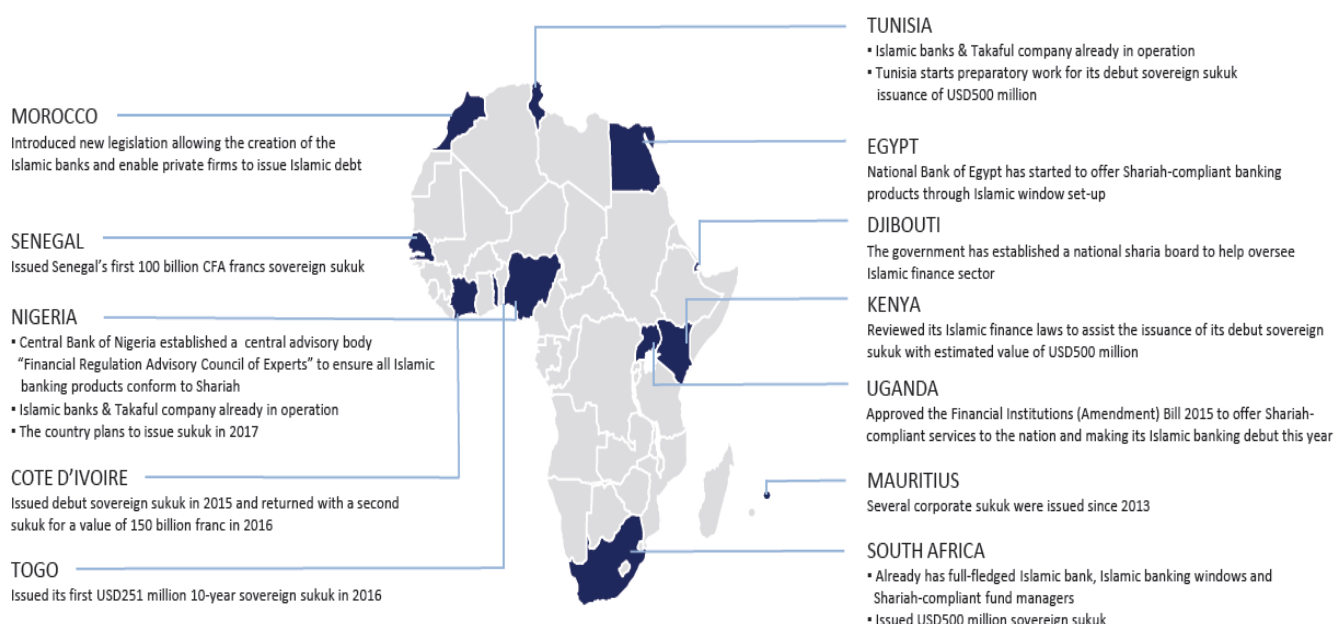 MOROCCO
Introduced new legislation allowing the creation of the
Islamic banks and enable private firms to issue Islamic debt
SENEGAL
Issued Senegal's first 100 billion CFA francs sovereign sukuk
NIGERIA
▪ Central Bank of Nigeria established a central advisory body
"Financial Regulation Advisory Council of Experts" to ensure all Islamic
banking products conform to Shariah
▪ Islamic banks & Takaful company already in operation
▪ The country plans to issue sukuk in 2017
COTE D'IVOIRE
Issued debut sovereign sukuk in 2015 and returned with a second
sukuk for a value of 150 billion franc in 2016
TOGO
Issued its first USD251 million 10-year sovereign sukuk in 2016
TUNISIA
▪ Islamic banks & Takaful company already in operation
▪ Tunisia starts preparatory work for its debut sovereign sukuk
issuance of USD500 million
EGYPT
National Bank of Egypt has started to offer Shariah-compliant banking
products through Islamic window set-up
DJIBOUTI
The government has established a national sharia board to help oversee
Islamic finance sector
KENYA
Reviewed its Islamic finance laws to assist the issuance of its debut sovereign
sukuk with estimated value of USD500 million
UGANDA
Approved the Financial Institutions (Amendment) Bill 2015 to offer Shariah-
compliant services to the nation and making its Islamic banking debut this year
MAURITIUS
Several corporate sukuk were issued since 2013
SOUTH AFRICA
▪ Already has full-fledged Islamic bank, Islamic banking windows and
Shariah-compliant fund managers
▪ Issued USD500 million sovereign sukuk